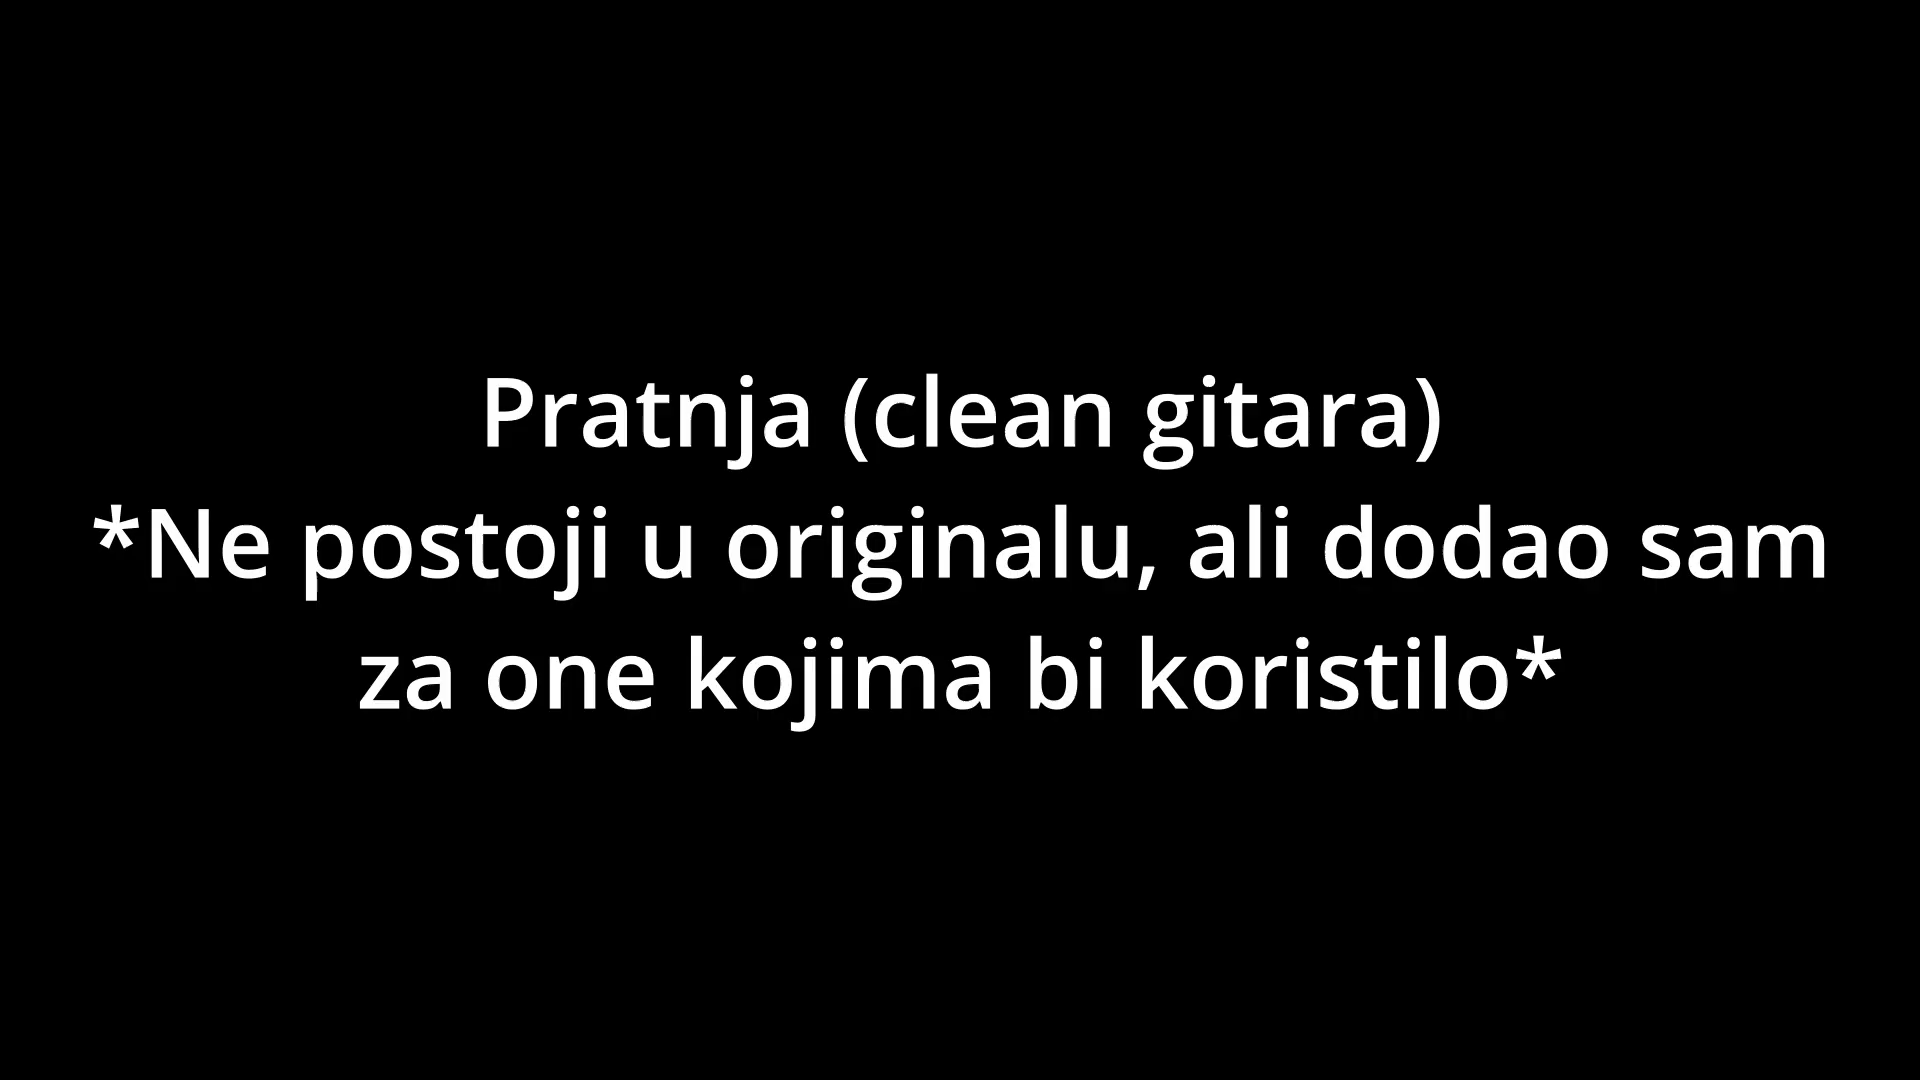 Pratnja (clean gitara)
*Ne postoji u originalu, ali dodao sam
za one kojima bi koristilo*